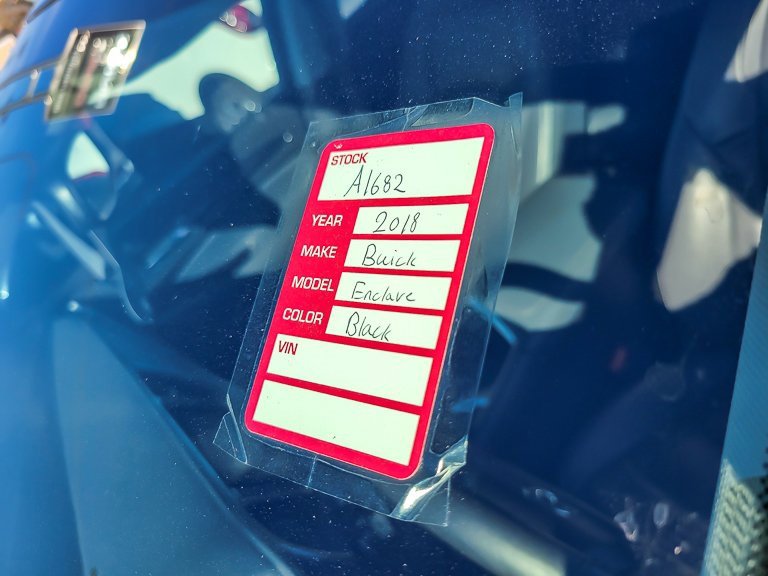 STOCK
A1682
YEAR 2018
MAKE Buick
MODEL Enclave
COLOR Black
VIN